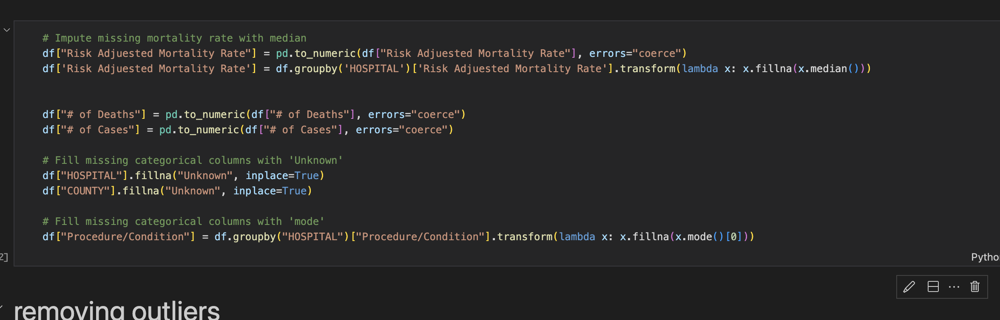 # Impute missing mortality rate with median
df["Risk Adjuested Mortality Rate"] = pd.to_numeric(df["Risk Adjuested Mortality Rate"], errors="coerce")
df['Risk Adjuested Mortality Rate'] = df.groupby('HOSPITAL')['Risk Adjuested Mortality Rate'].transform(lambda x: x.fillna(x.median()))
df["# of Deaths"] = pd.to_numeric(df["# of Deaths"], errors="coerce")
df["# of Cases"] = pd.to_numeric(df["# of Cases"], errors="coerce")
# Fill missing categorical columns with 'Unknown'
df["HOSPITAL"].fillna("Unknown", inplace=True)
df["COUNTY"].fillna("Unknown", inplace=True)
# Fill missing categorical columns with 'mode'
df["Procedure/Condition"] = df.groupby("HOSPITAL")["Procedure/Condition"].transform(lambda x: x.fillna(x.mode()[0]))
2]
Pytho
removing outliers